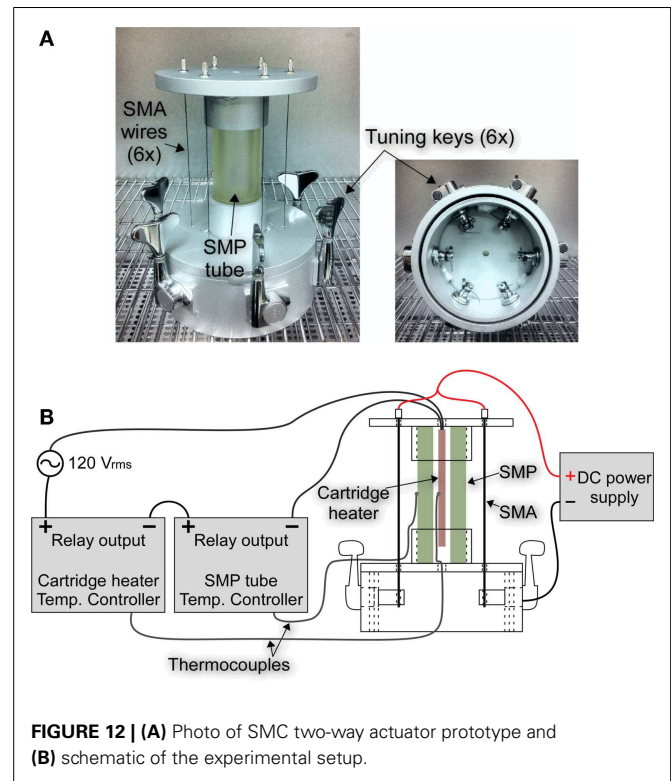 A
SMA
wires
(6x)
Tuning keys (6x)
SMP
tube
B
120 Vrms
+ − + −
Relay output Relay output
Cartridge heater
Temp. Controller
SMP tube
Temp. Controller
Thermocouples
Cartridge
heater
SMP
SMA
+ DC power
− supply
FIGURE 12 | (A) Photo of SMC two-way actuator prototype and
(B) schematic of the experimental setup.